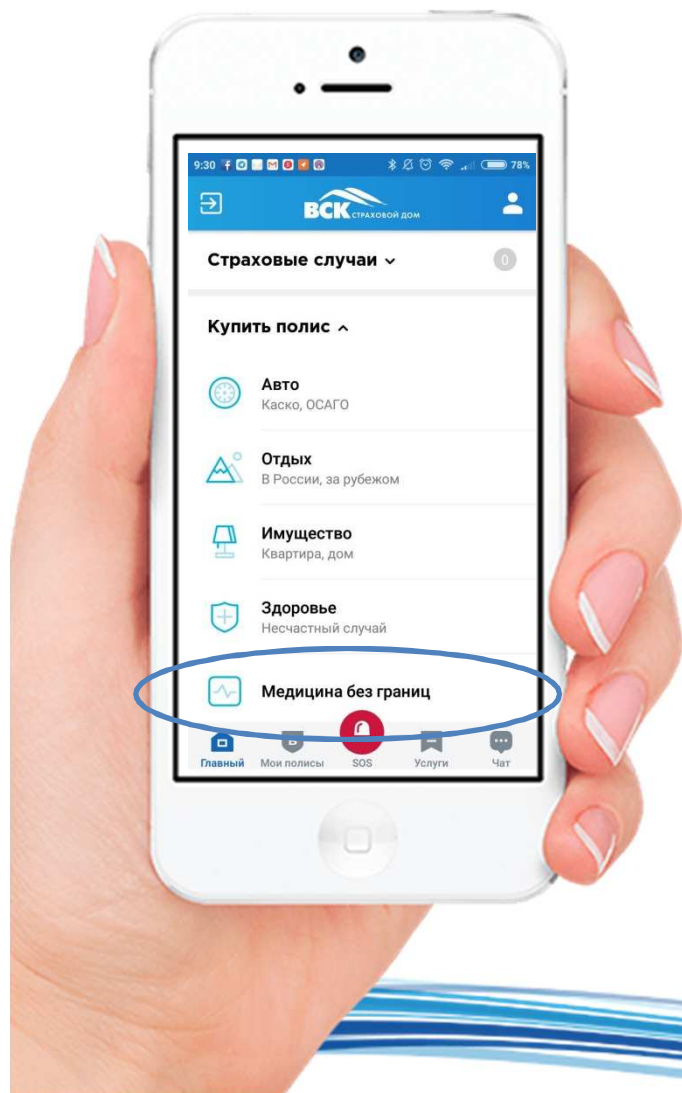 9:30
78%
ВСК СТРАХОВОЙ ДОМ
Страховые случаи
0
Купить полис
Авто
Каско, ОСАГО
Отдых
В России, за рубежом
Имущество
Квартира, дом
Здоровье
Несчастный случай
Медицина без границ
Главный Мои полисы SOS Услуги Чат